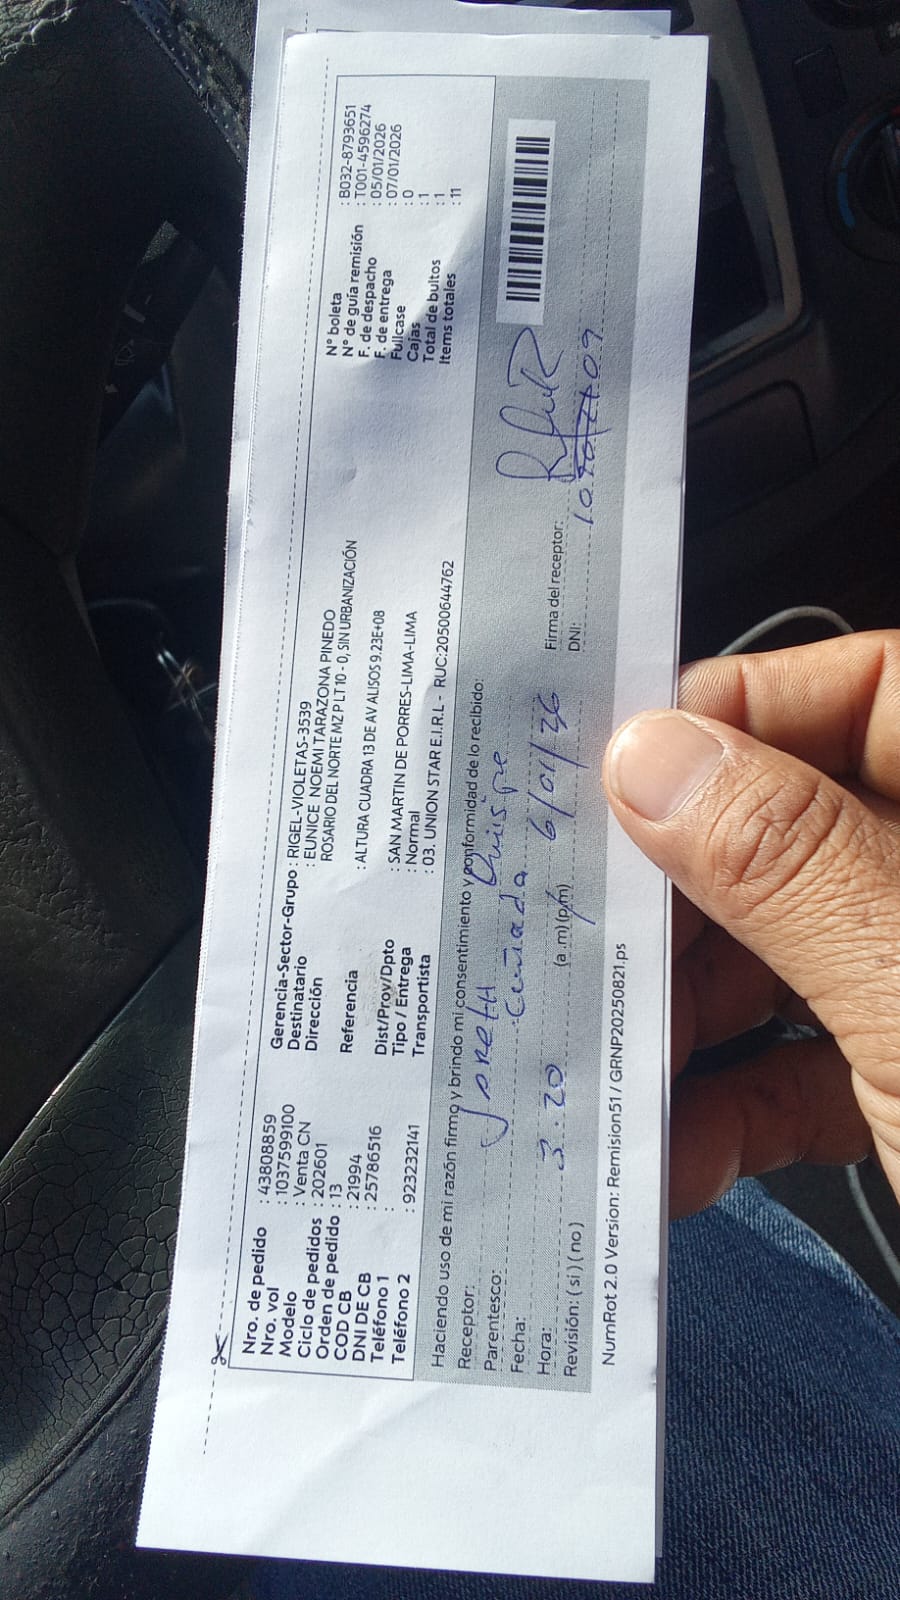 Nro. de pedido : 43808859
Nro. vol : 1037599100
Modelo : Venta CN
Ciclo de pedidos : 202601
Orden de pedido : 13
COD CB : 21994
DNI DE CB : 25786516
Teléfono 1 :
Teléfono 2 : 923232141
Gerencia-Sector-Grupo : RIGEL-VIOLETAS-3539
Destinatario : EUNICE NOEMI TARAZONA PINEDO
Dirección ROSARIO DEL NORTE MZ P LT 10 - 0, SIN URBANIZACIÓN
Referencia : ALTURA CUADRA 13 DE AV ALISOS 9.23E+08
Dist/Prov/Dpto : SAN MARTIN DE PORRES-LIMA-LIMA
Tipo / Entrega : Normal
Transportista : 03. UNION STAR E.I.R.L - RUC:20500644762
N° boleta : B032-8793651
N° de guía remisión : T001-4596274
F. de despacho : 05/01/2026
F. de entrega : 07/01/2026
Fullcase : 0
Cajas : 1
Total de bultos : 1
Items totales : 11
Haciendo uso de mi razón firmo y brindo mi consentimiento y conformidad de lo recibido:
Receptor:
Parentesco: cuñada
Fecha: 6/01/26
Hora: 3:20 (a.m) (p.m)
Revisión: ( si ) ( no )
Firma del receptor:
DNI:
NumRot 2.0 Version: Remision51 / GRNP20250821.ps